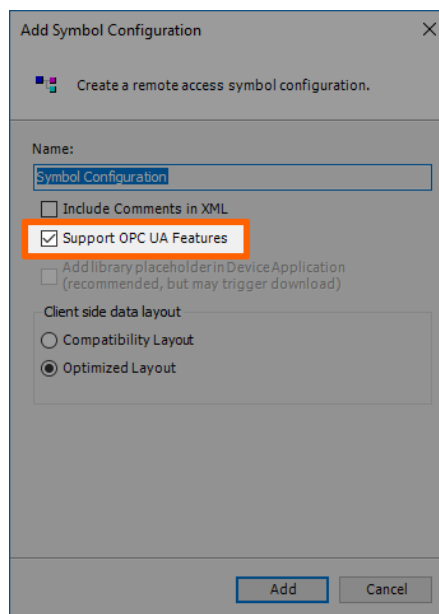 Add Symbol Configuration
Create a remote access symbol configuration.
Name:
Symbol Configuration
Include Comments in XML
Support OPC UA Features
Add library placeholder in Device Application
(recommended, but may trigger download)
Client side data layout
Compatibility Layout
Optimized Layout
Add
Cancel